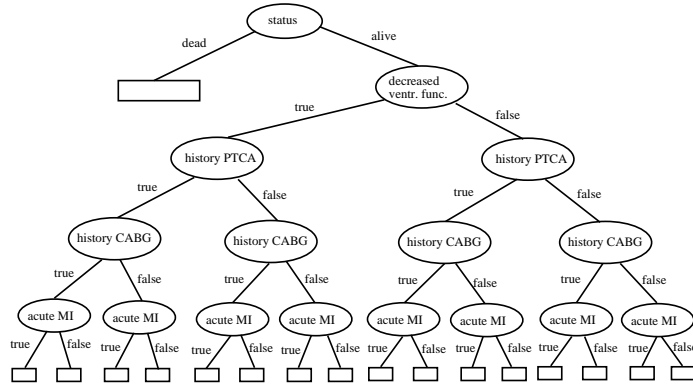 status
dead
alive
decreased
ventr. func.
true
false
history PTCA
history PTCA
true
false
true
false
history CABG
history CABG
history CABG
history CABG
true
false
true
false
true
false
true
false
acute MI
acute MI
acute MI
acute MI
acute MI
acute MI
acute MI
acute MI
true
false
true
false
true
false
true
false
true
false
true
false
true
false
true
false